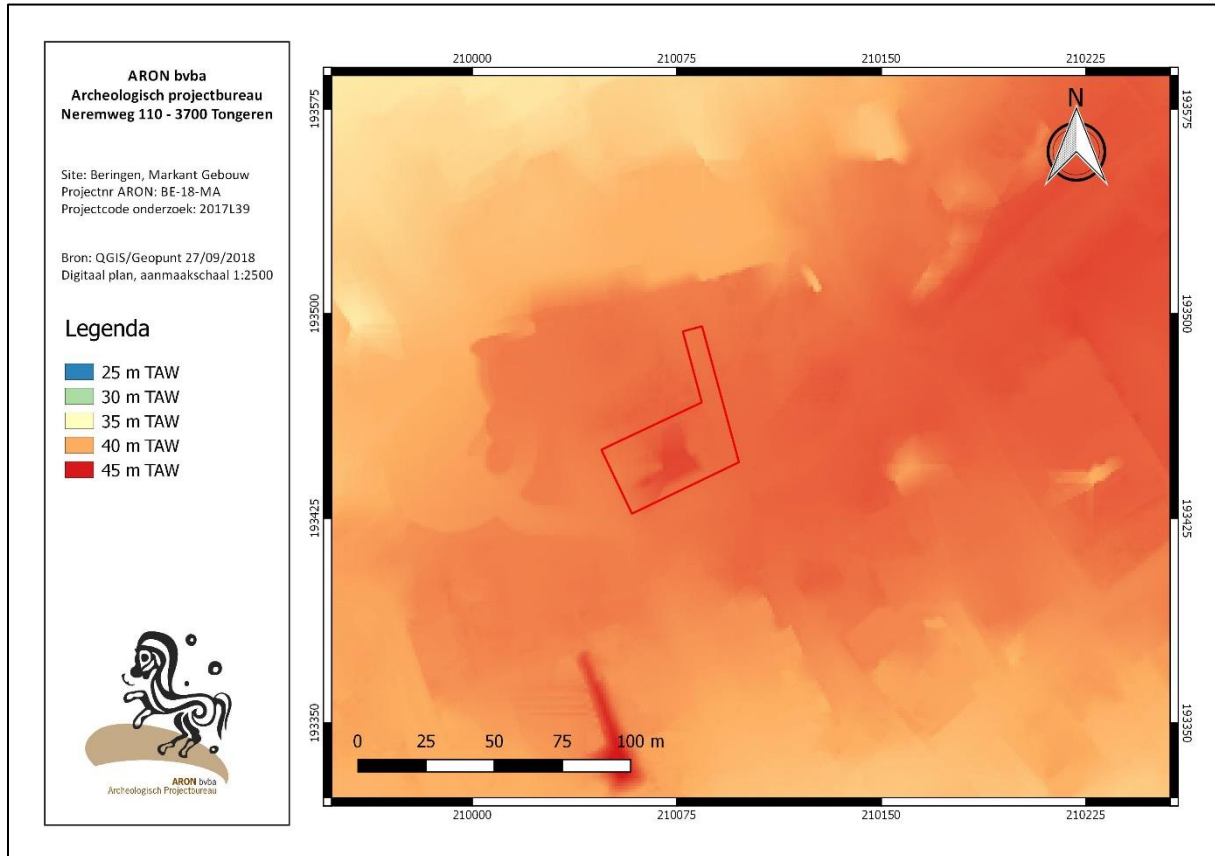 ARON bvba
Archeologisch projectbureau
Neremweg 110 - 3700 Tongeren
Site: Beringen, Markant Gebouw
Projectnr ARON: BE-18-MA
Projectcode onderzoek: 2017L39
Bron: QGIS/Geopunt 27/09/2018
Digitaal plan, aanmaakschaal 1:2500
Legenda
25 m TAW
30 m TAW
35 m TAW
40 m TAW
45 m TAW
ARON bvba
Archeologisch Projectbureau
210000 210075 210150 210225
193575 193575
N
193500 193500
193425 193425
193350 193350
0 25 50 75 100 m
210000 210075 210150 210225